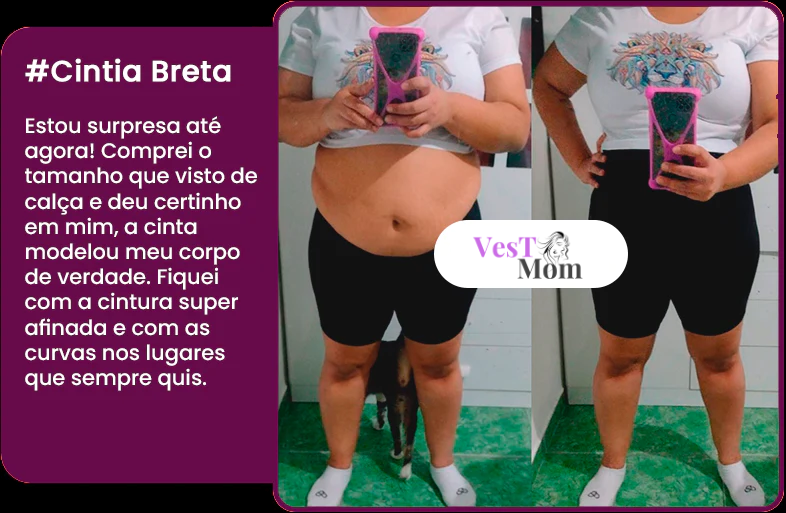 #Cintia Breta
Estou surpresa até
agora! Comprei o
tamanho que visto de
calça e deu certinho
em mim, a cinta
modelou meu corpo
de verdade. Fiquei
com a cintura super
afinada e com as
curvas nos lugares
que sempre quis.
VesT
Mom